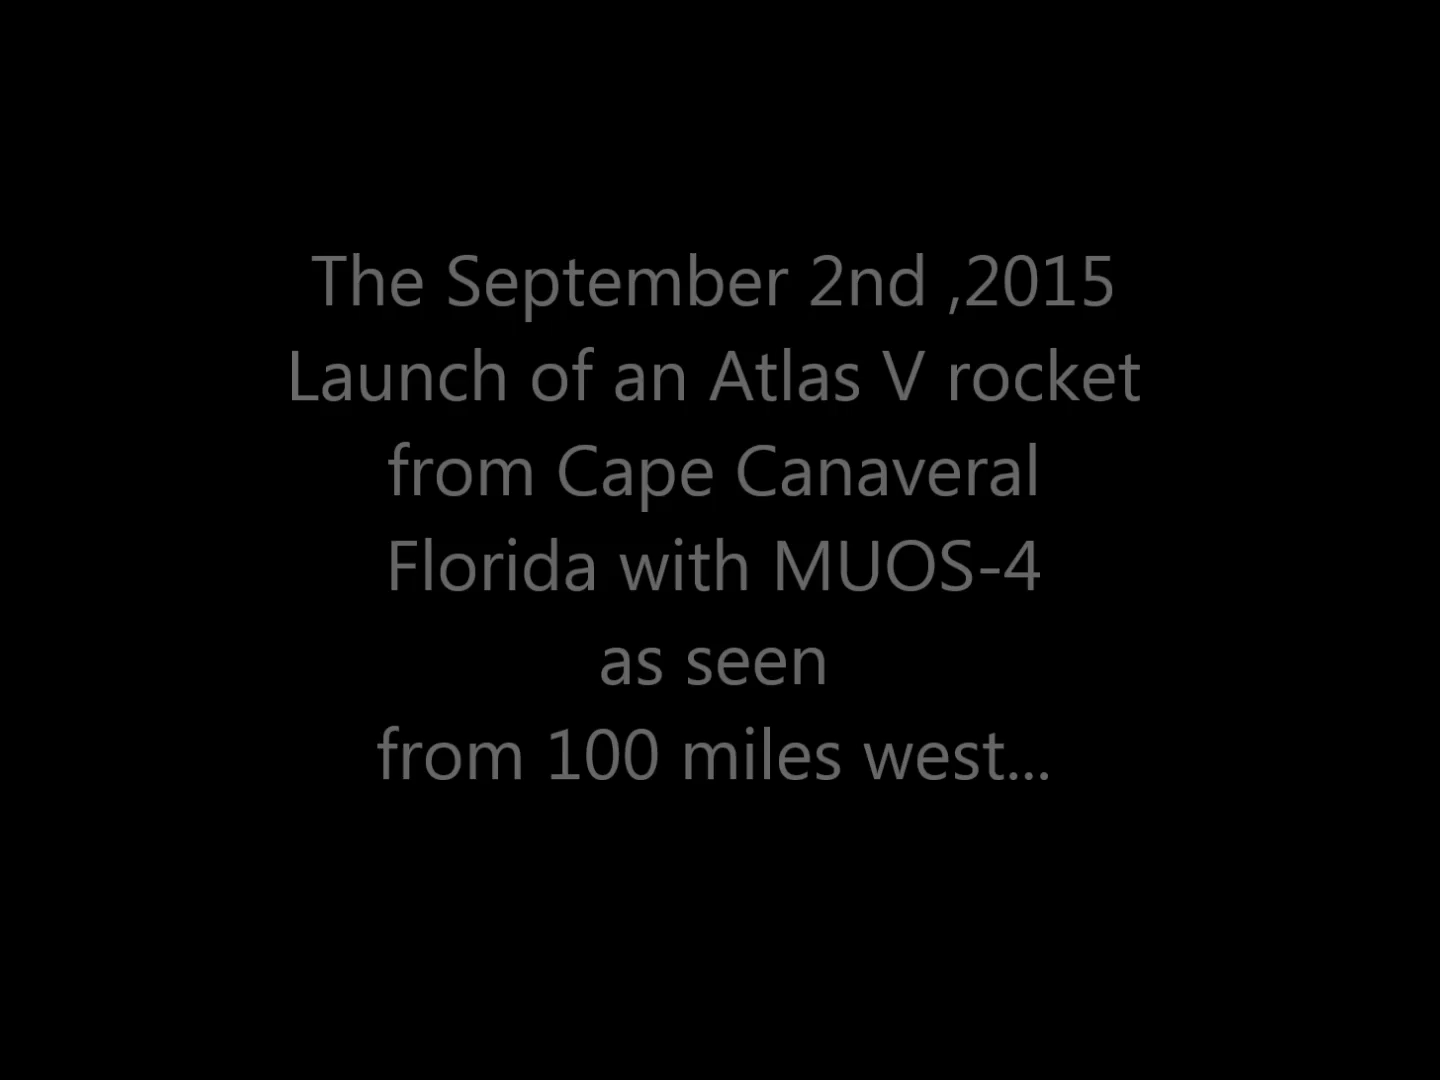 The September 2nd ,2015
Launch of an Atlas V rocket
from Cape Canaveral
Florida with MUOS-4
as seen
from 100 miles west...